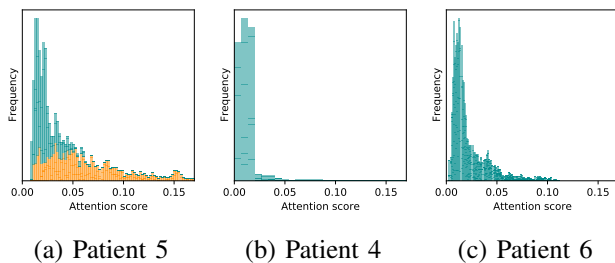 Frequency
0.00 0.05 0.10 0.15
Attention score
(a) Patient 5
Frequency
0.00 0.05 0.10 0.15
Attention score
(b) Patient 4
Frequency
0.00 0.05 0.10 0.15
Attention score
(c) Patient 6